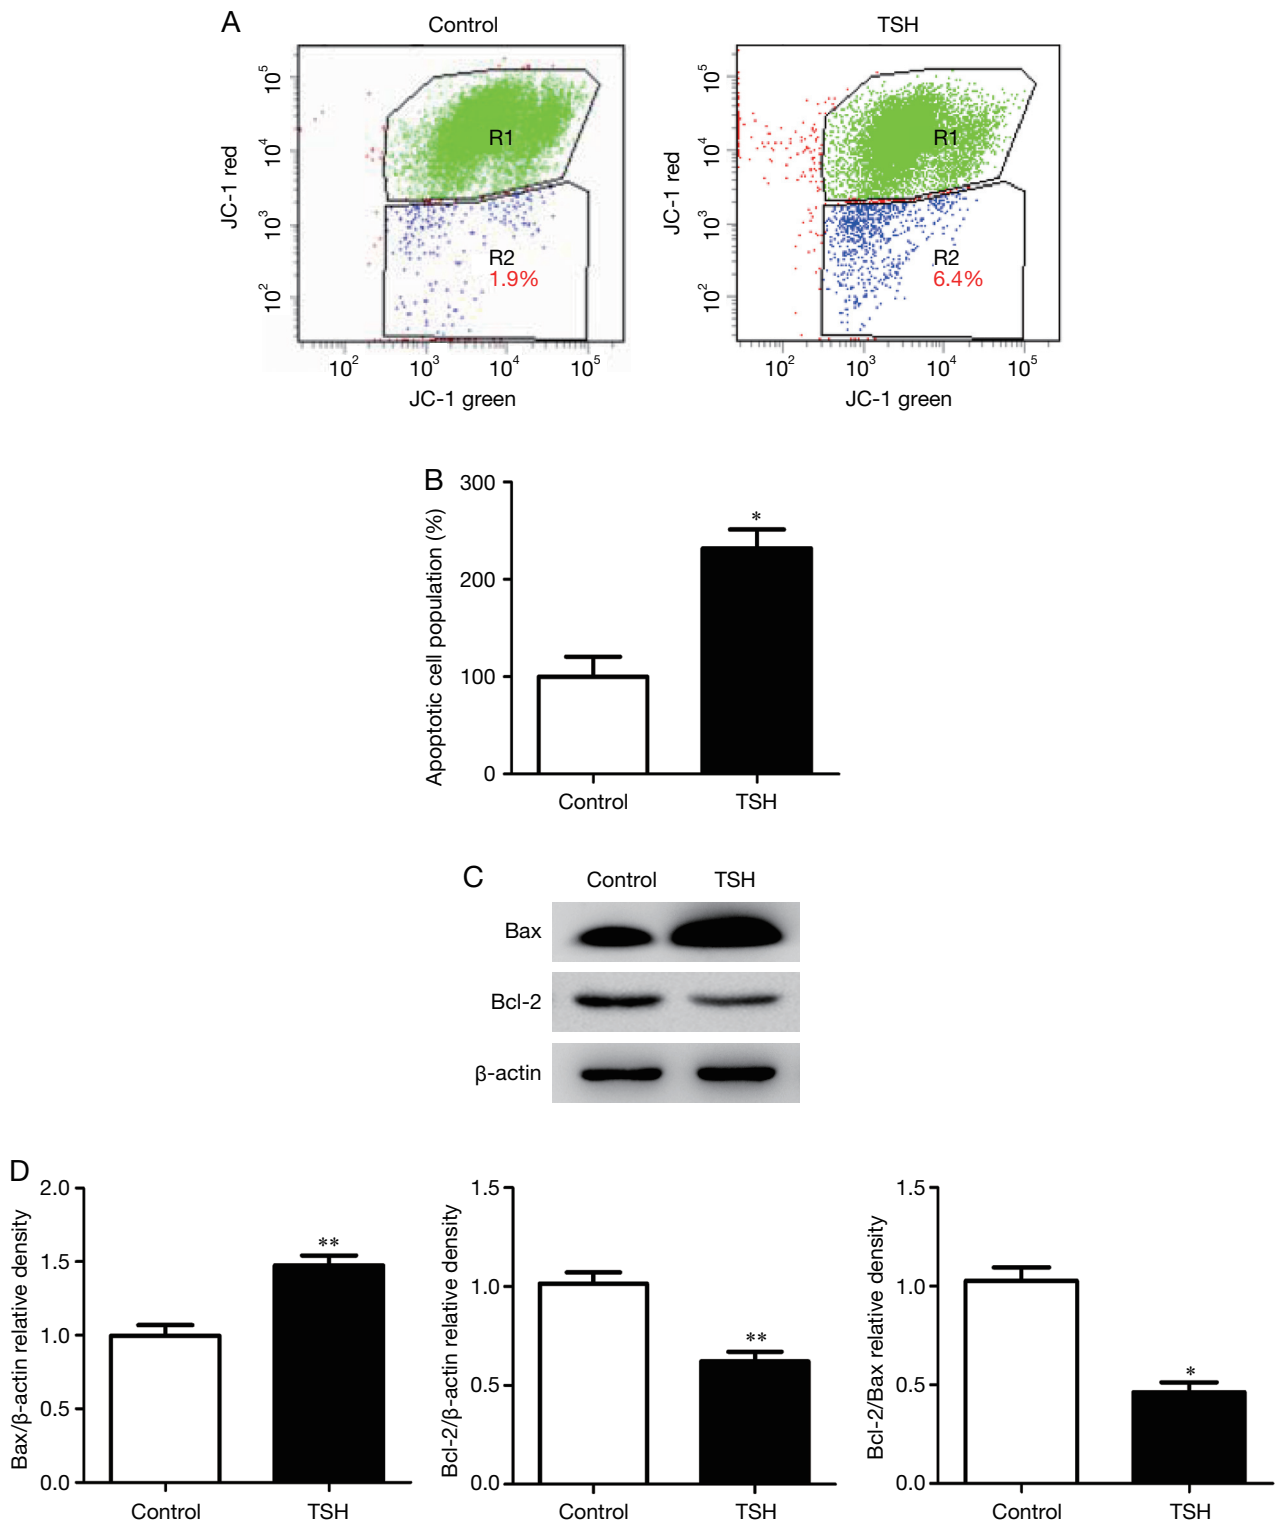 A
Control
TSH
JC-1 red
10⁵
10⁴
10³
10²
R1
R2
1.9%
10² 10³ 10⁴ 10⁵
JC-1 green
JC-1 red
10⁵
10⁴
10³
10²
R1
R2
6.4%
10² 10³ 10⁴ 10⁵
JC-1 green
B
Apoptotic cell population (%)
300
200
100
0
*
Control TSH
C
Control TSH
Bax
Bcl-2
β-actin
D
Bax/β-actin relative density
2.0
1.5
1.0
0.5
0.0
**
Control TSH
Bcl-2/β-actin relative density
1.5
1.0
0.5
0.0
**
Control TSH
Bcl-2/Bax relative density
1.5
1.0
0.5
0.0
*
Control TSH